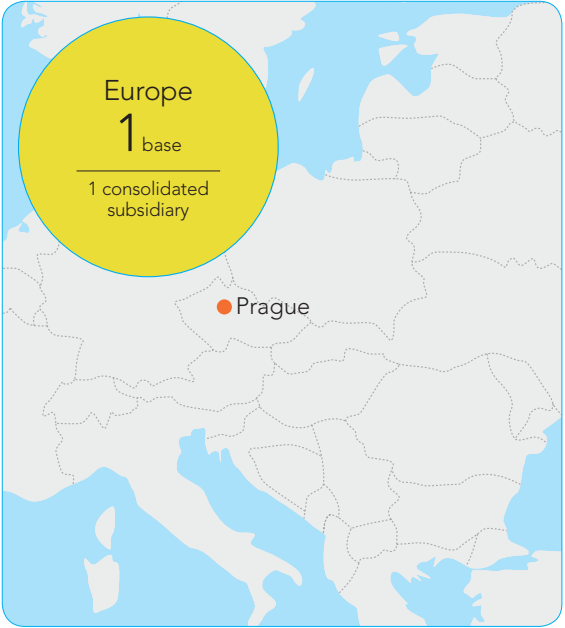 Europe
1 base
1 consolidated
subsidiary
Prague